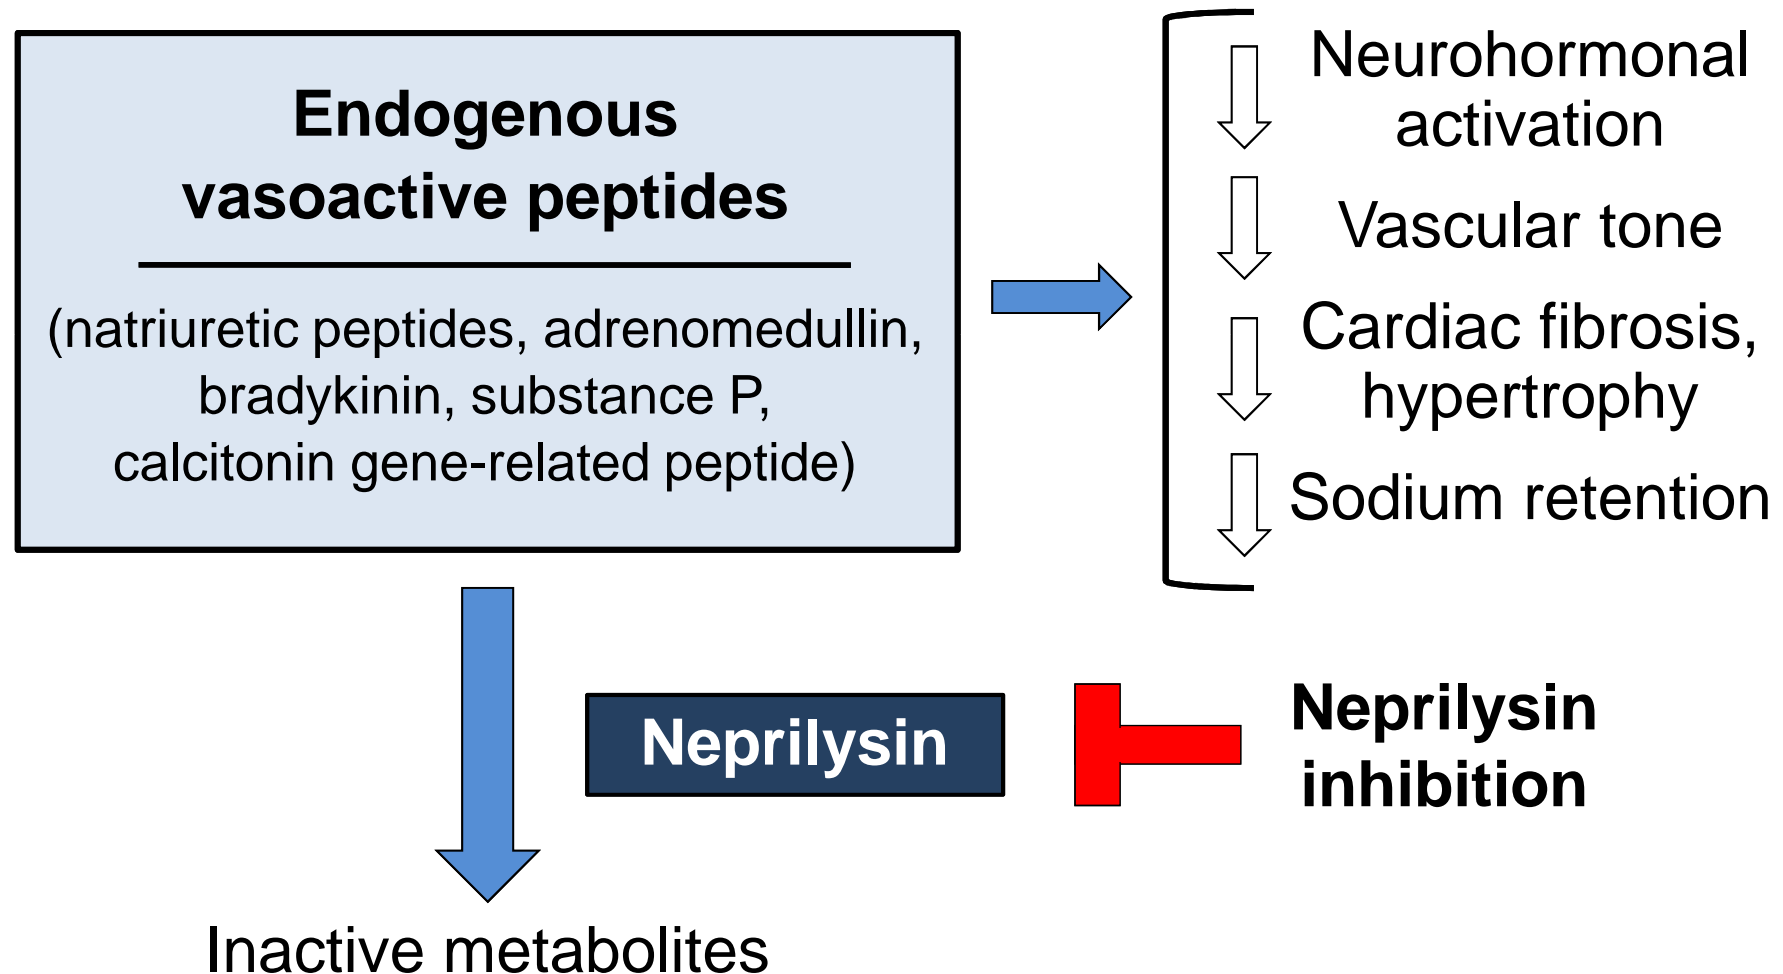 Endogenous
vasoactive peptides
(natriuretic peptides, adrenomedullin,
bradykinin, substance P,
calcitonin gene-related peptide)
Neurohormonal
activation
Vascular tone
Cardiac fibrosis,
hypertrophy
Sodium retention
Neprilysin
Neprilysin
inhibition
Inactive metabolites